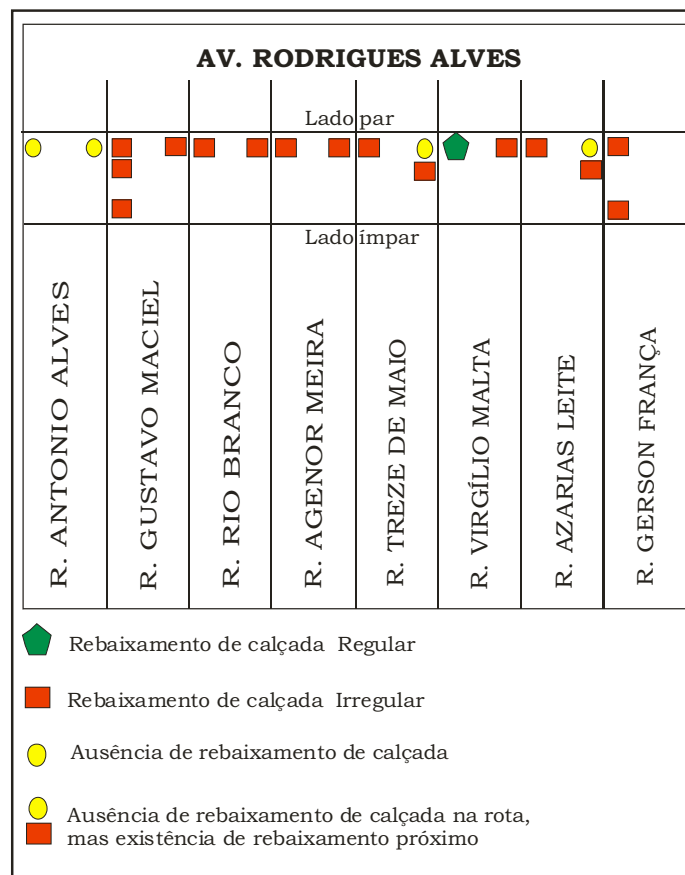 AV. RODRIGUES ALVES
Lado par
Lado ímpar
R. ANTONIO ALVES
R. GUSTAVO MACIEL
R. RIO BRANCO
R. AGENOR MEIRA
R. TREZE DE MAIO
R. VIRGÍLIO MALTA
R. AZARIAS LEITE
R. GERSON FRANÇA
Rebaixamento de calçada Regular
Rebaixamento de calçada Irregular
Ausência de rebaixamento de calçada
Ausência de rebaixamento de calçada na rota,
mas existência de rebaixamento próximo